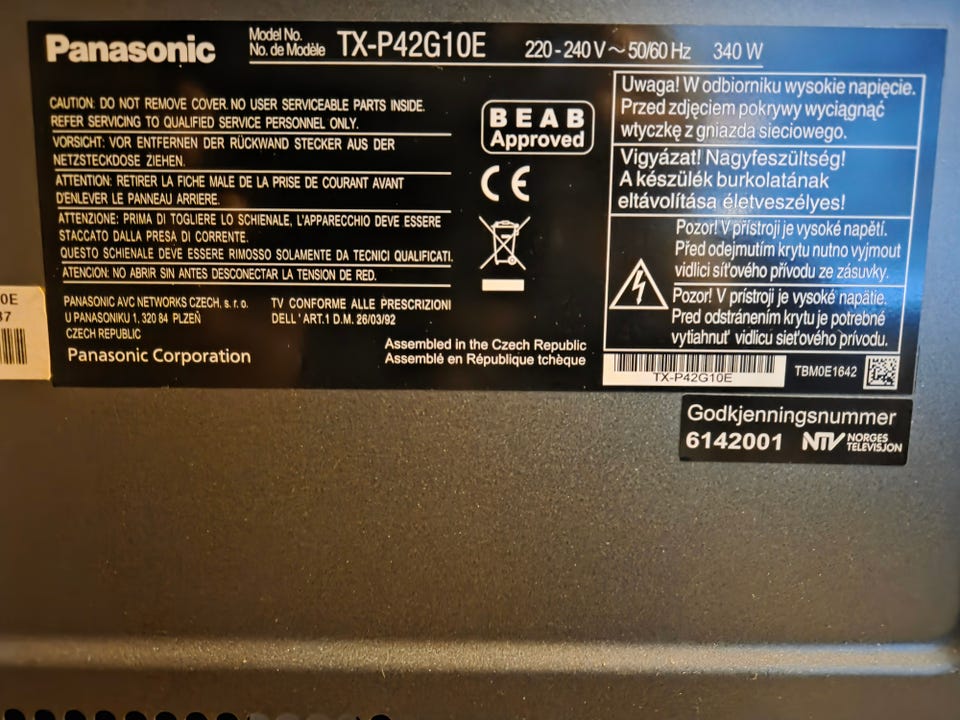 Panasonic
Model No.
No. de Modèle
TX-P42G10E
220 - 240 V ~ 50/60 Hz
340 W
CAUTION: DO NOT REMOVE COVER. NO USER SERVICEABLE PARTS INSIDE.
REFER SERVICING TO QUALIFIED SERVICE PERSONNEL ONLY.
VORSICHT: VOR ENTFERNEN DER RÜCKWAND STECKER AUS DER
NETZSTECKDOSE ZIEHEN.
ATTENTION: RETIRER LA FICHE MALE DE LA PRISE DE COURANT AVANT
D'ENLEVER LE PANNEAU ARRIERE.
ATTENZIONE: PRIMA DI TOGLIERE LO SCHIENALE, L'APPARECCHIO DEVE ESSERE
STACCATO DALLA PRESA DI CORRENTE.
QUESTO SCHIENALE DEVE ESSERE RIMOSSO SOLAMENTE DA TECNICI QUALIFICATI.
ATENCION: NO ABRIR SIN ANTES DESCONECTAR LA TENSION DE RED.
PANASONIC AVC NETWORKS CZECH, s. r. o.
U PANASONIKU 1, 320 84 PLZEŇ
CZECH REPUBLIC
Panasonic Corporation
TV CONFORME ALLE PRESCRIZIONI
DELL' ART.1 D.M. 26/03/92
Assembled in the Czech Republic
Assemblé en République tchèque
BEAB
Approved
CE
Uwaga! W odbiorniku wysokie napięcie.
Przed zdjęciem pokrywy wyciągnąć
wtyczkę z gniazda sieciowego.
Vigyázat! Nagyfeszültség!
A készülék burkolatának
eltávolítása életveszélyes!
Pozor! V přístroji je vysoké napětí.
Před odejmutím krytu nutno vyjmout
vidlici síťového přívodu ze zásuvky.
Pozor! V prístroji je vysoké napätie.
Pred odstránením krytu je potrebné
vytiahnuť vidlicu sieťového prívodu.
TX-P42G10E
TBM0E1642
0E
37
Godkjenningsnummer
6142001
NTV NORGES
TELEVISJON